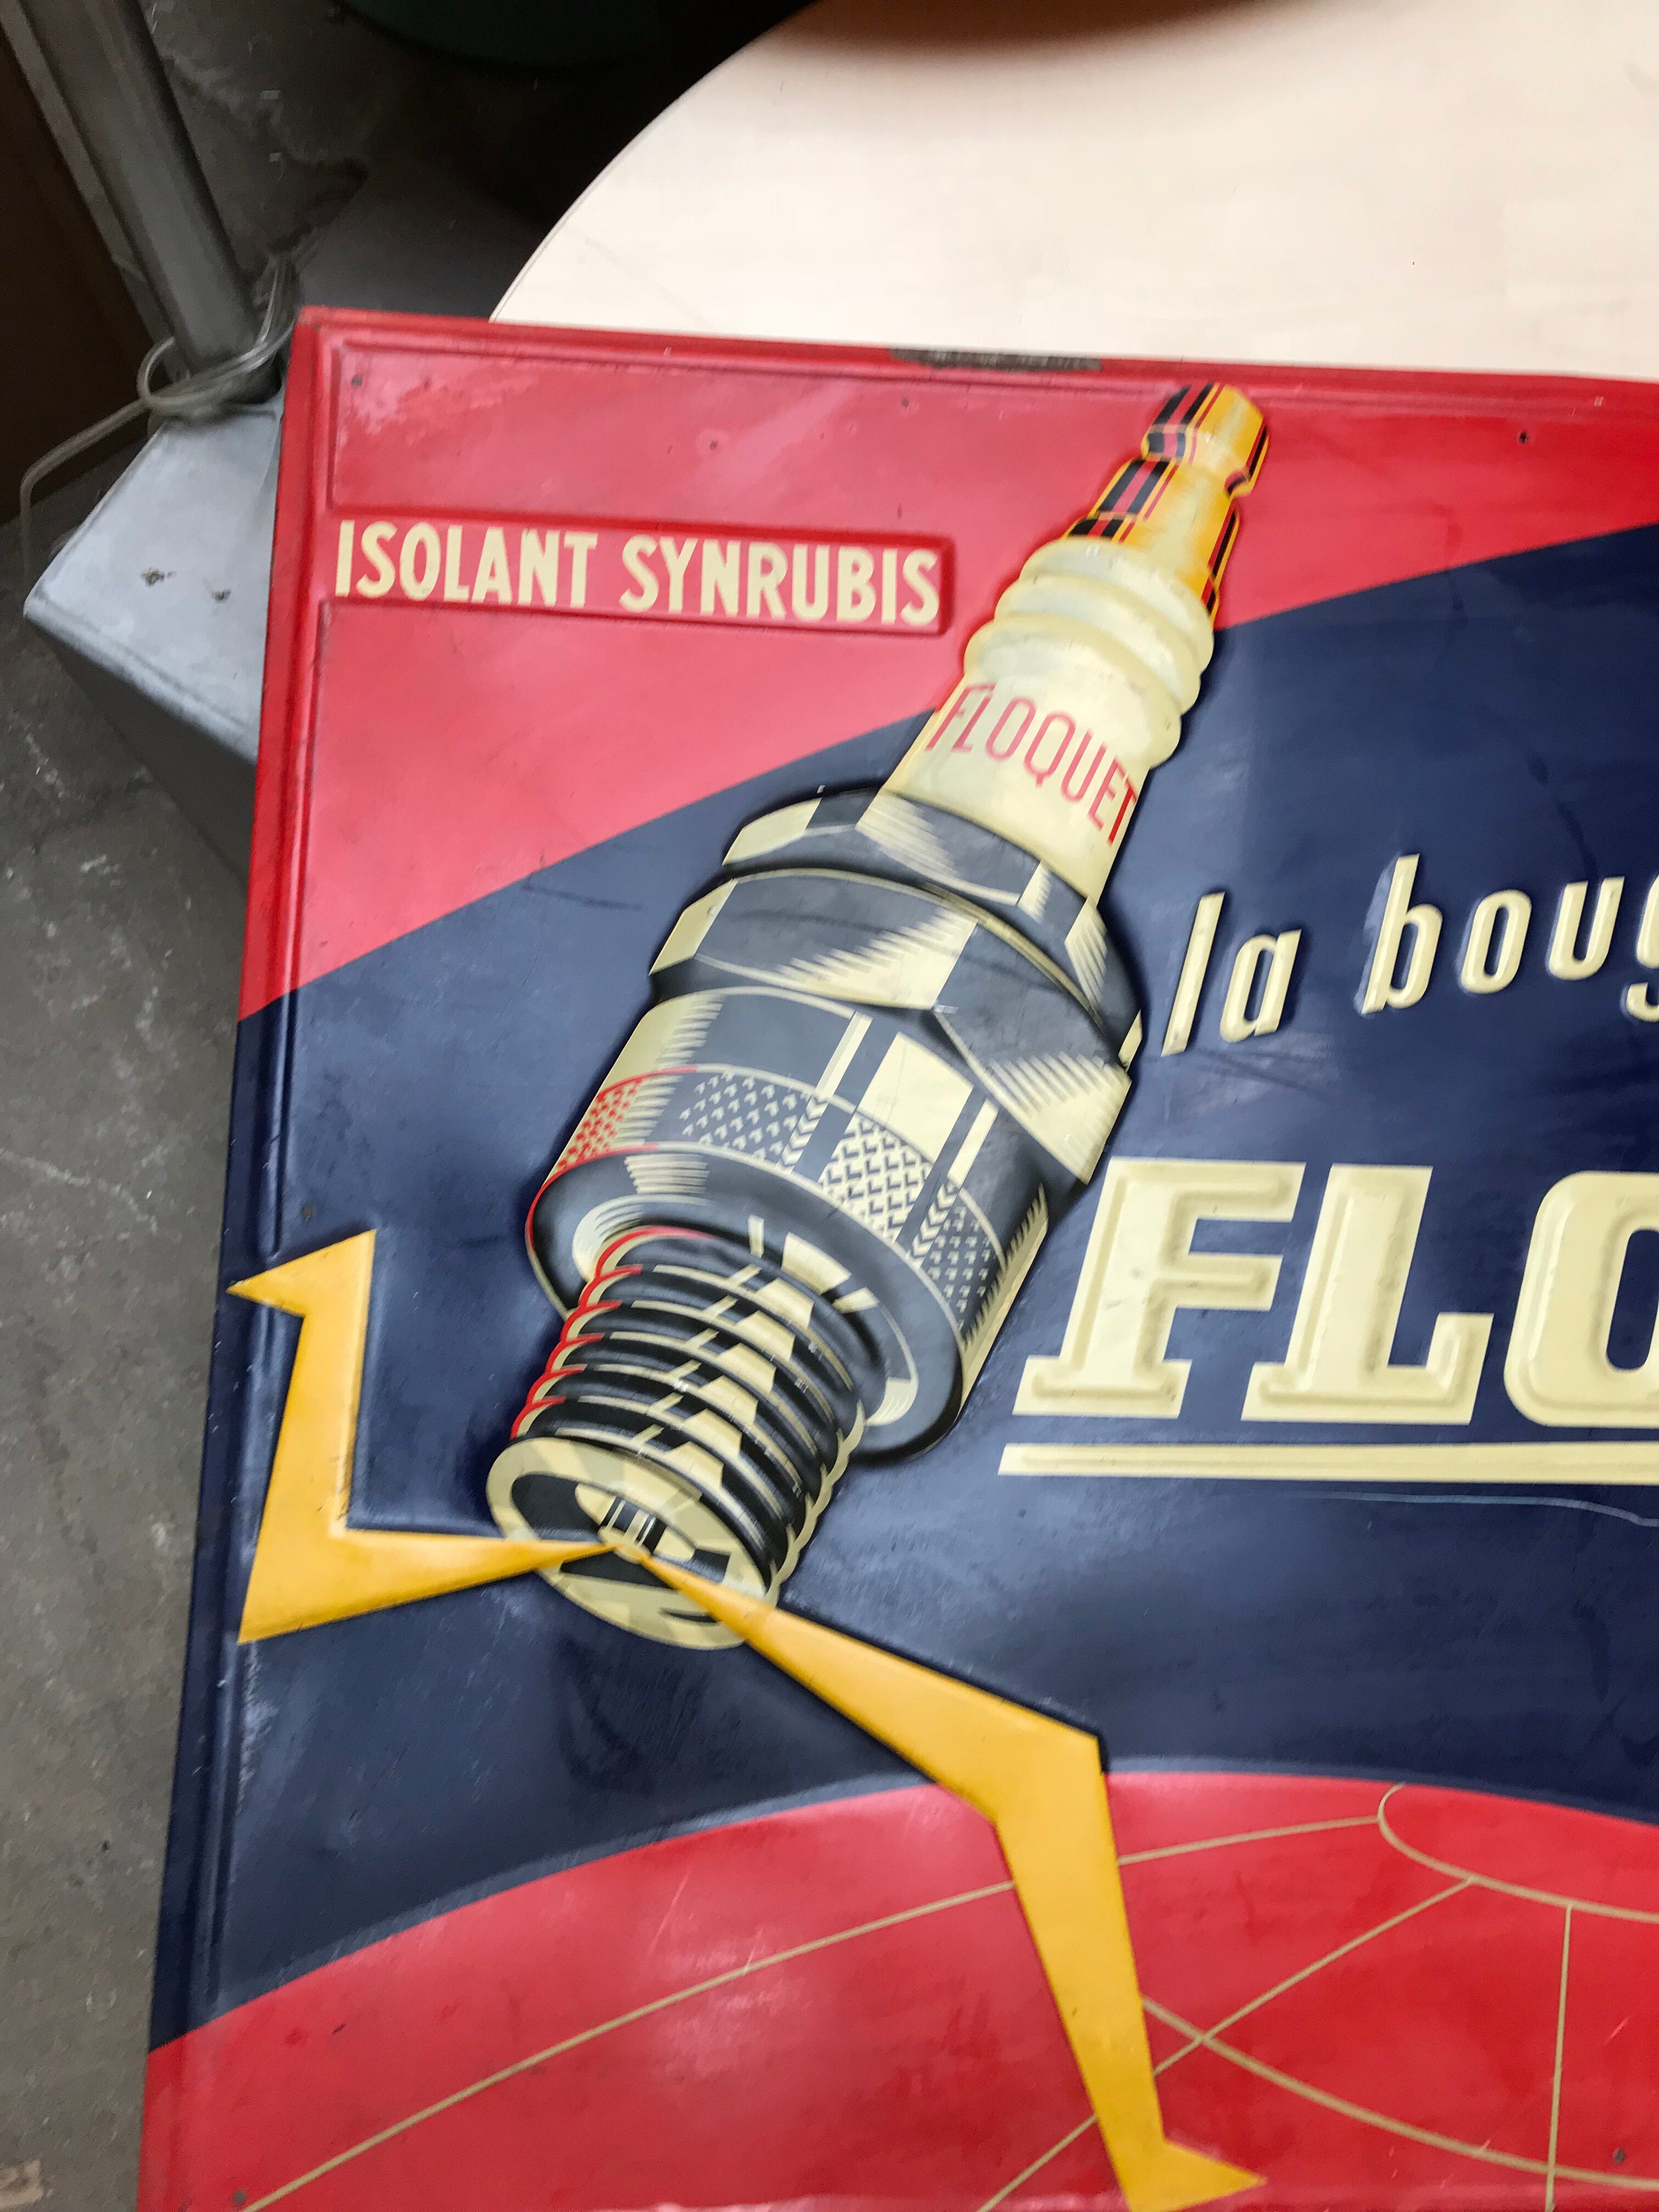 ISOLANT SYNRUBIS
FLOQUET
la boug
FLO